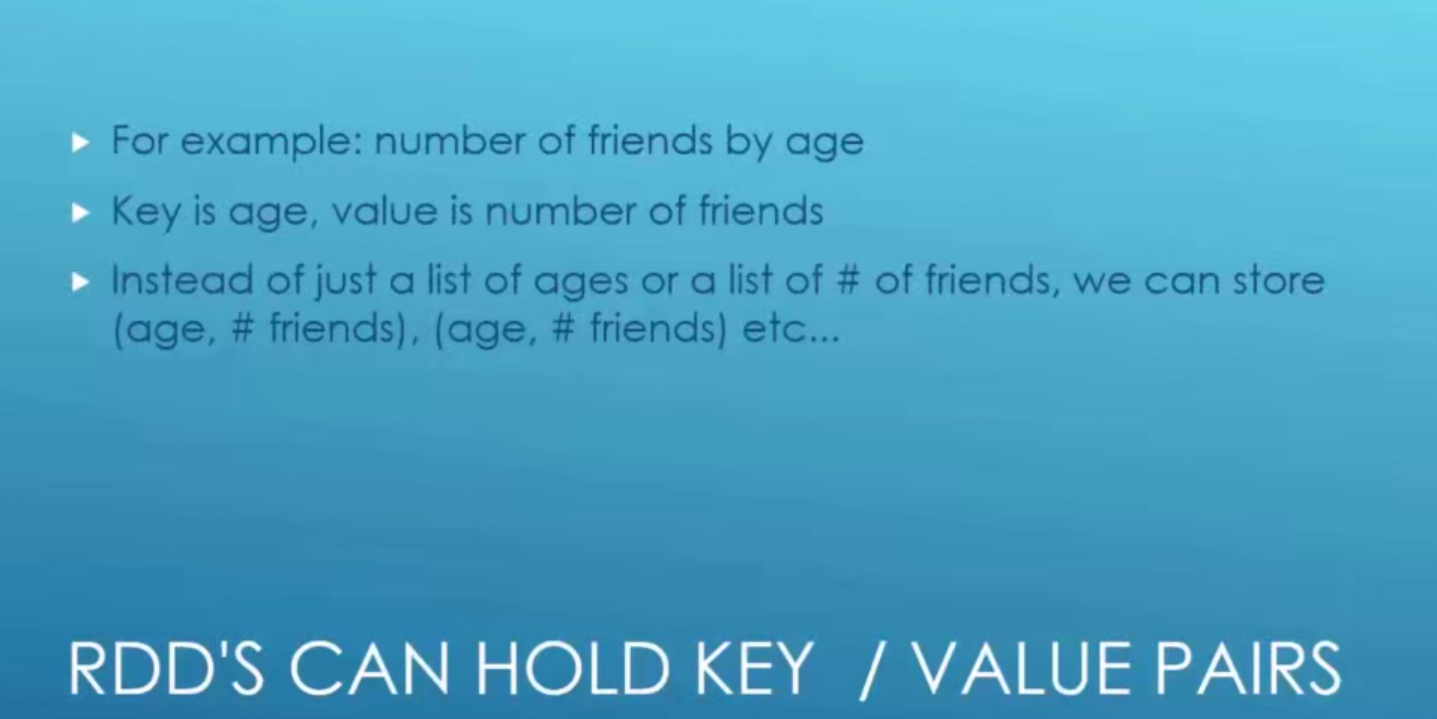 For example: number of friends by age
Key is age, value is number of friends
Instead of just a list of ages or a list of # of friends, we can store
(age, # friends), (age, # friends) etc...
RDD'S CAN HOLD KEY / VALUE PAIRS